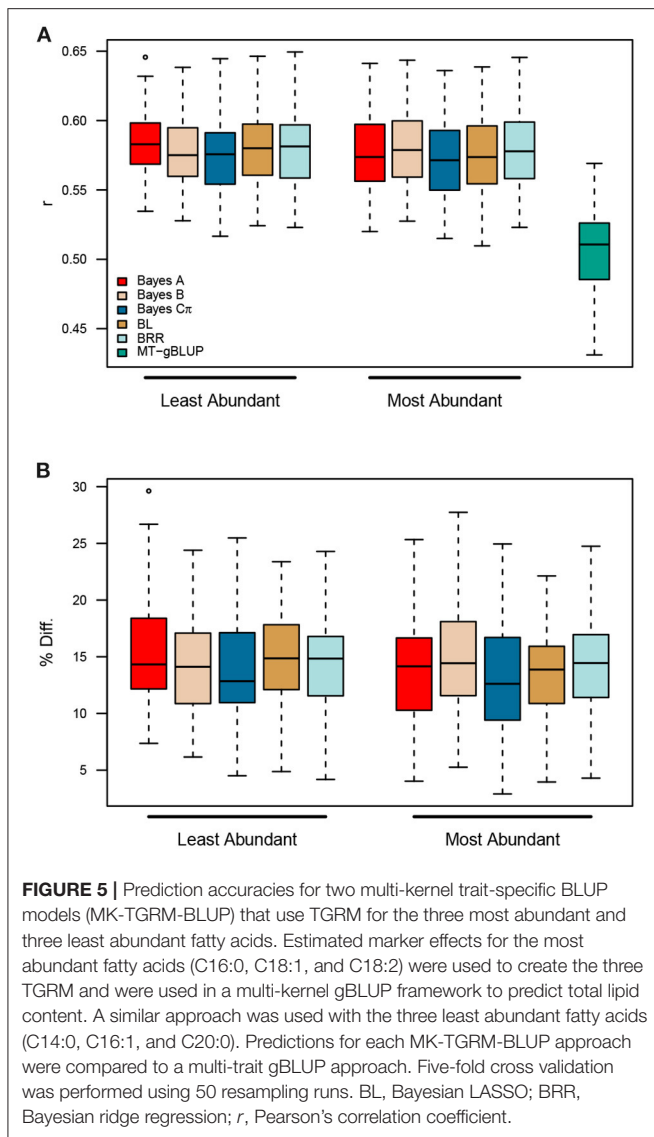 A
0.65
0.60
0.55
0.50
0.45
r
Bayes A
Bayes B
Bayes Cπ
BL
BRR
MT−gBLUP
Least Abundant
Most Abundant
B
30
25
20
15
10
5
% Diff.
Least Abundant
Most Abundant
FIGURE 5 | Prediction accuracies for two multi-kernel trait-specific BLUP
models (MK-TGRM-BLUP) that use TGRM for the three most abundant and
three least abundant fatty acids. Estimated marker effects for the most
abundant fatty acids (C16:0, C18:1, and C18:2) were used to create the three
TGRM and were used in a multi-kernel gBLUP framework to predict total lipid
content. A similar approach was used with the three least abundant fatty acids
(C14:0, C16:1, and C20:0). Predictions for each MK-TGRM-BLUP approach
were compared to a multi-trait gBLUP approach. Five-fold cross validation
was performed using 50 resampling runs. BL, Bayesian LASSO; BRR,
Bayesian ridge regression; r, Pearson's correlation coefficient.